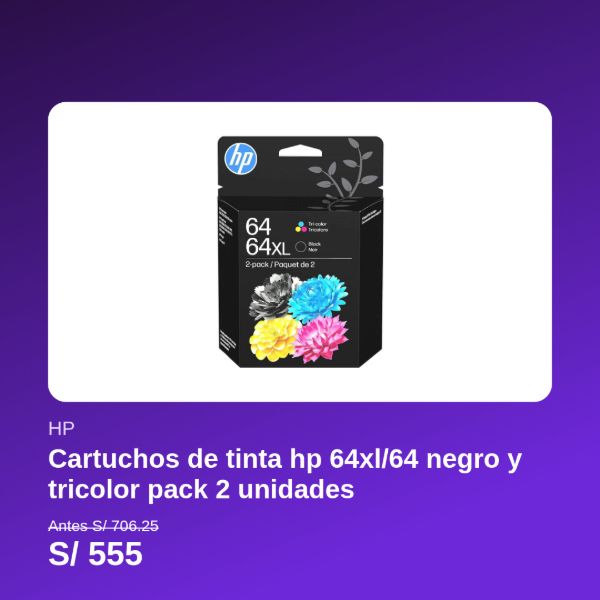 hp
64
Tri-color
Tricolore
64XL
Black
Noir
2-pack / Paquet de 2
HP
Cartuchos de tinta hp 64xl/64 negro y
tricolor pack 2 unidades
Antes S/ 706.25
S/ 555